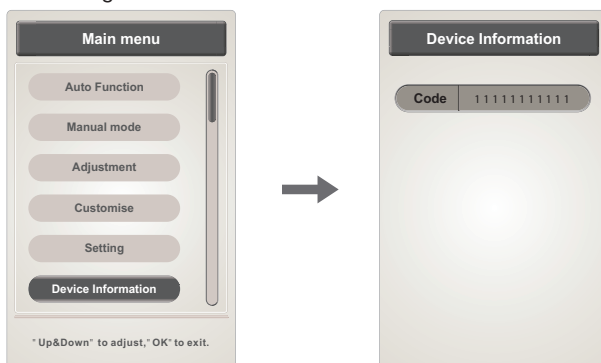 Main menu
Auto Function
Manual mode
Adjustment
Customise
Setting
Device Information
"Up&Down" to adjust,"OK" to exit.
Device Information
Code 11111111111